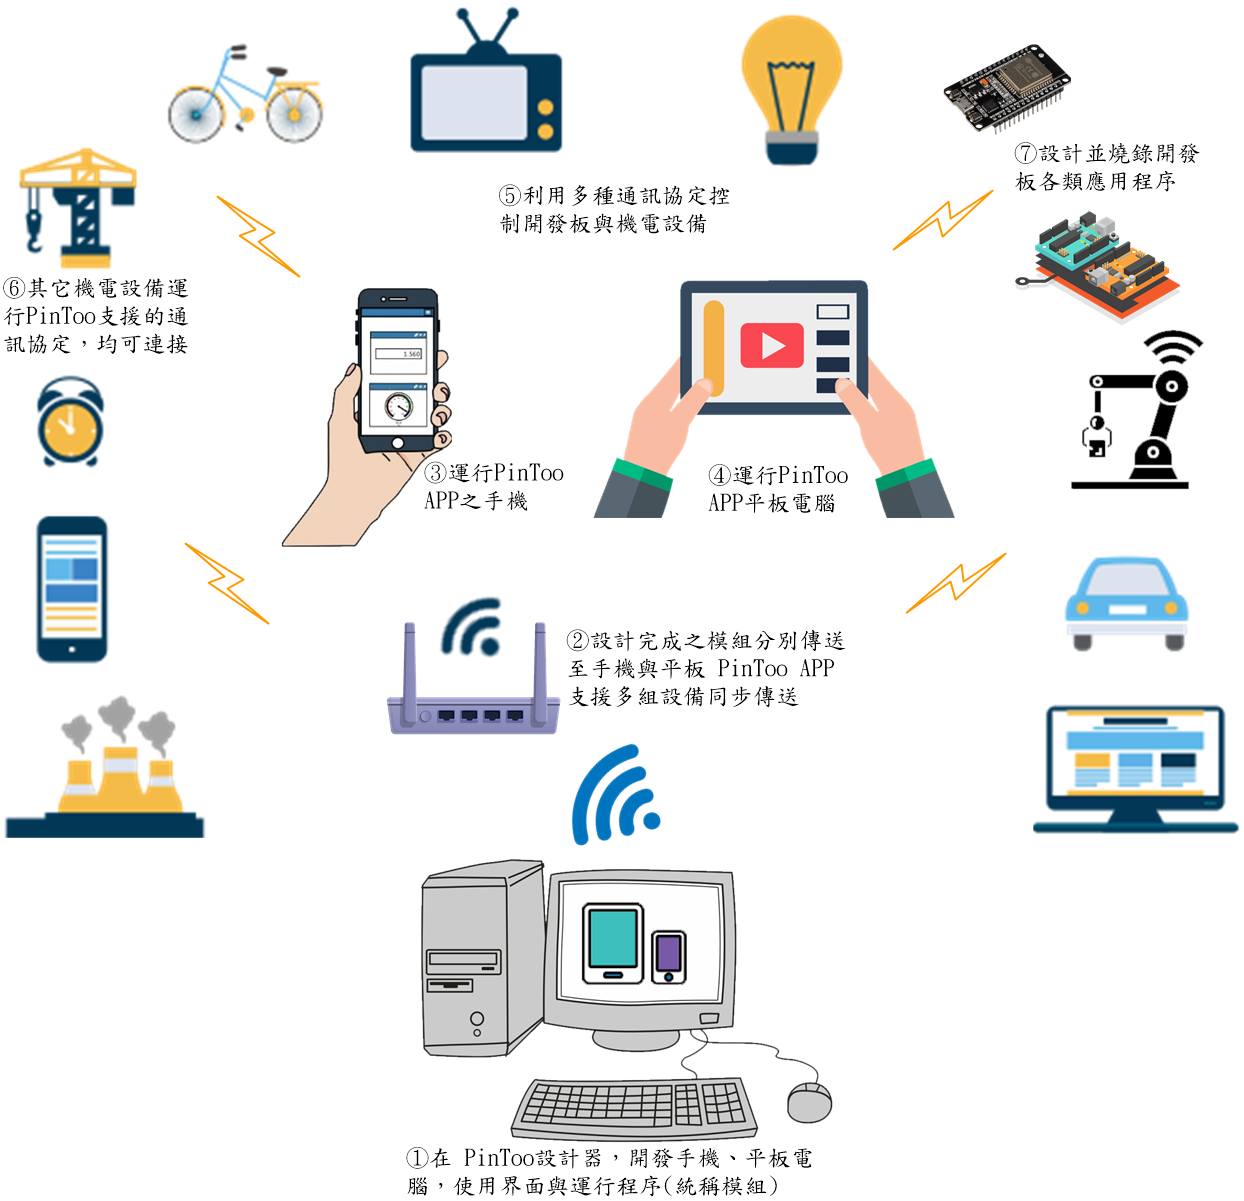 ⑦設計並燒錄開發
板各類應用程序
⑤利用多種通訊協定控
制開發板與機電設備
⑥其它機電設備運
行PinToo支援的通
訊協定，均可連接
1.560
③運行PinToo
APP之手機
④運行PinToo
APP平板電腦
②設計完成之模組分別傳送
至手機與平板 PinToo APP
支援多組設備同步傳送
①在 PinToo設計器，開發手機、平板電
腦，使用界面與運行程序(統稱模組)